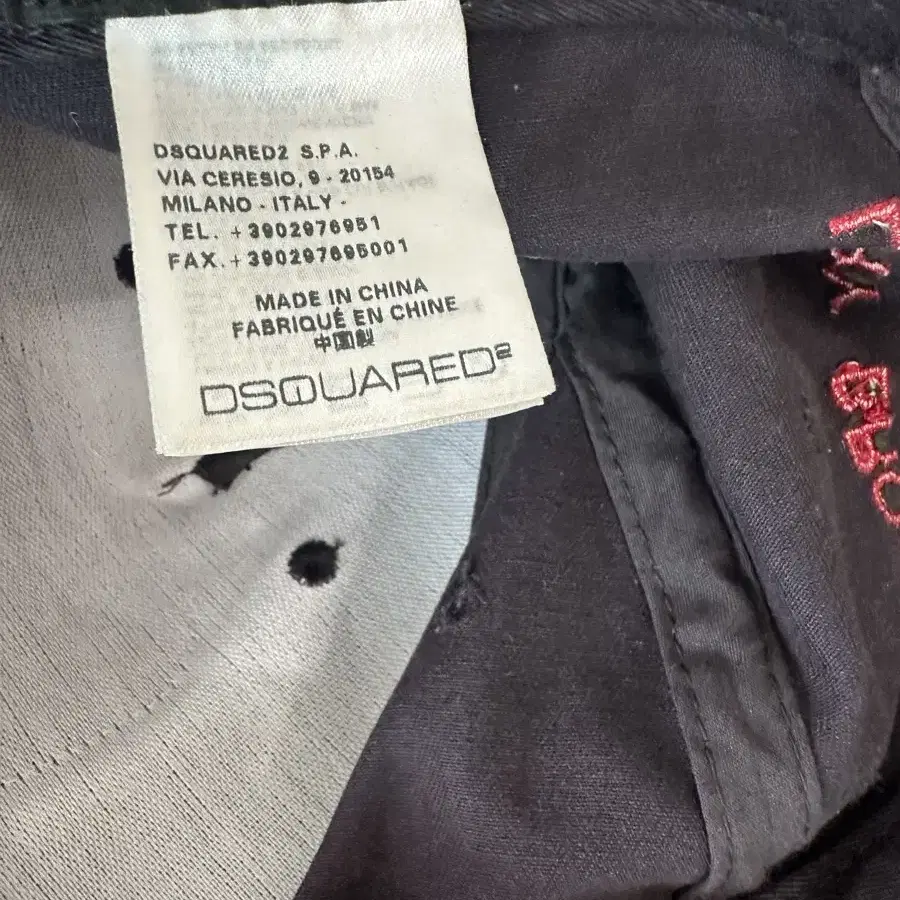 DSQUARED2 S.P.A.
VIA CERESIO, 9 - 20154
MILANO - ITALY -
TEL. +3902976951
FAX.+390297695001
MADE IN CHINA
FABRIQUÉ EN CHINE
中国製
DSQUARED2